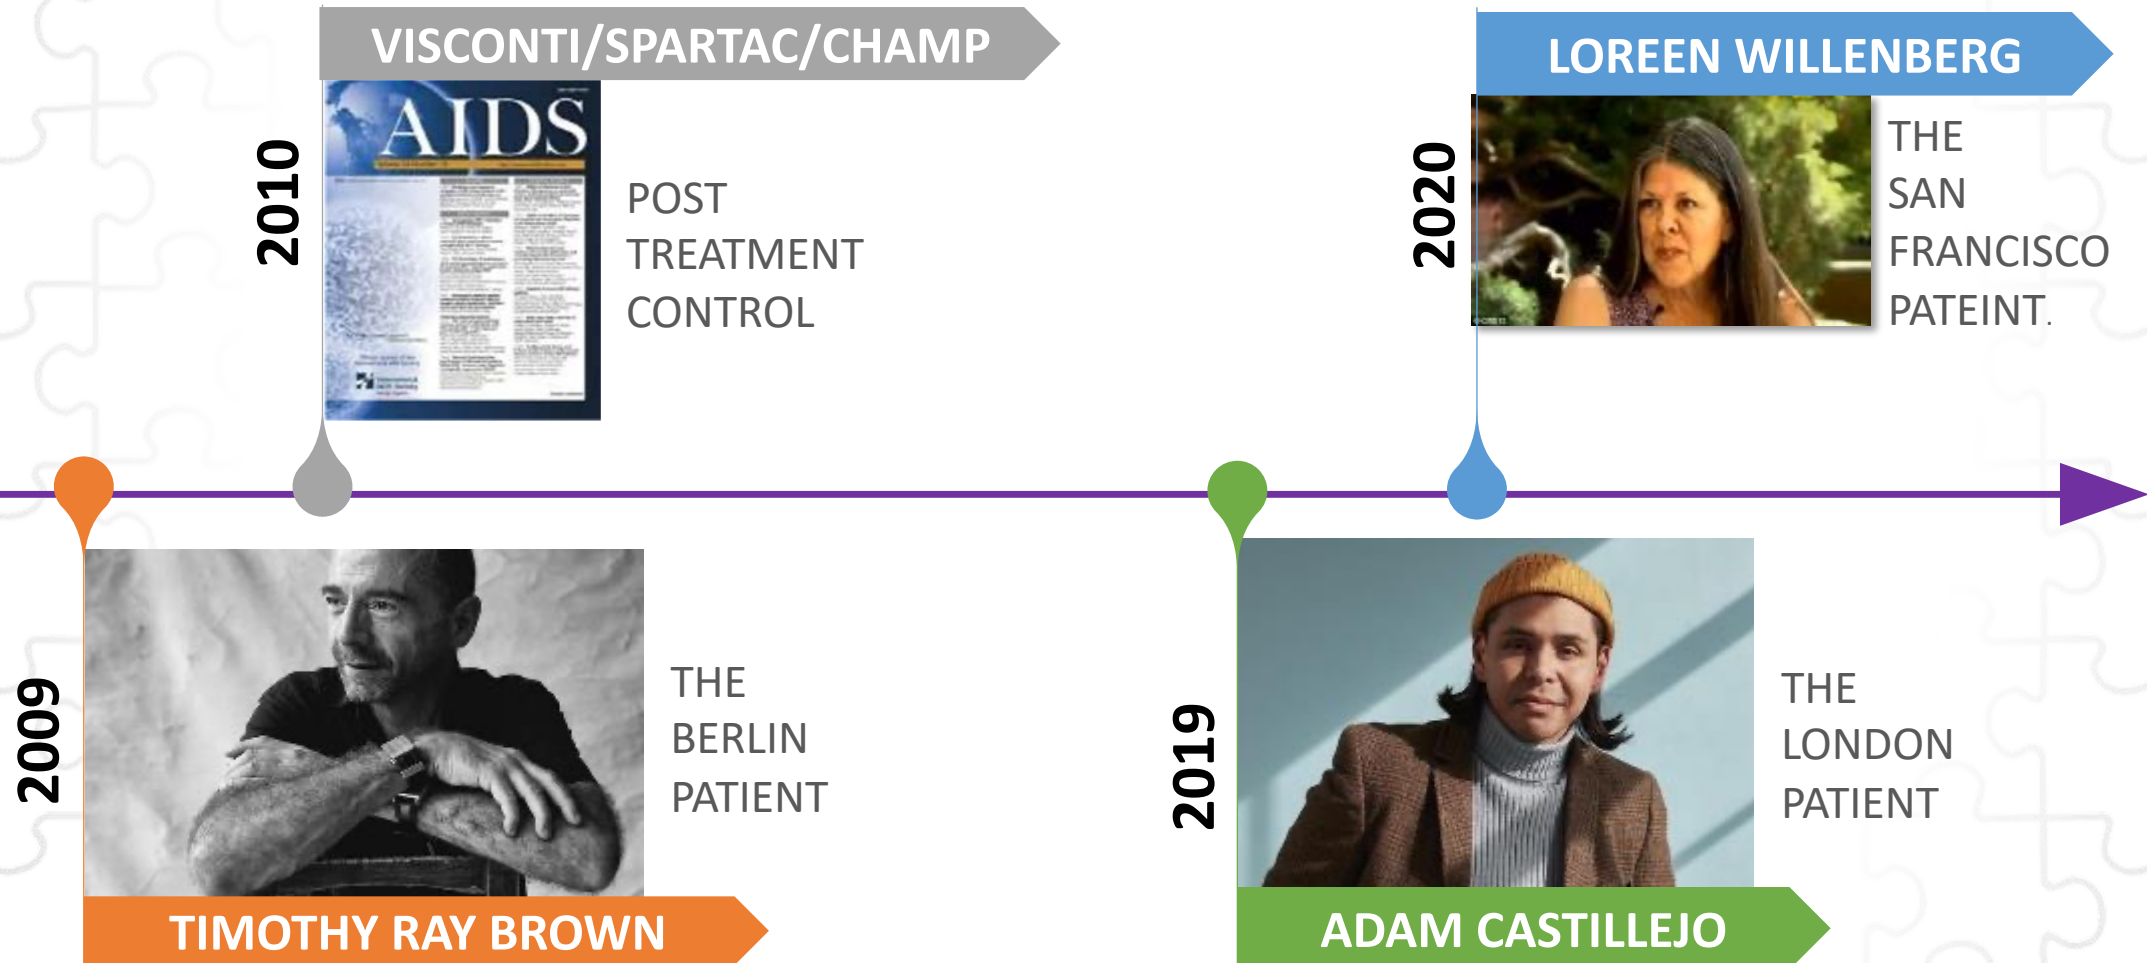 VISCONTI/SPARTAC/CHAMP
2010
AIDS
POST
TREATMENT
CONTROL
LOREEN WILLENBERG
2020
THE
SAN
FRANCISCO
PATEINT.
2009
THE
BERLIN
PATIENT
TIMOTHY RAY BROWN
2019
THE
LONDON
PATIENT
ADAM CASTILLEJO